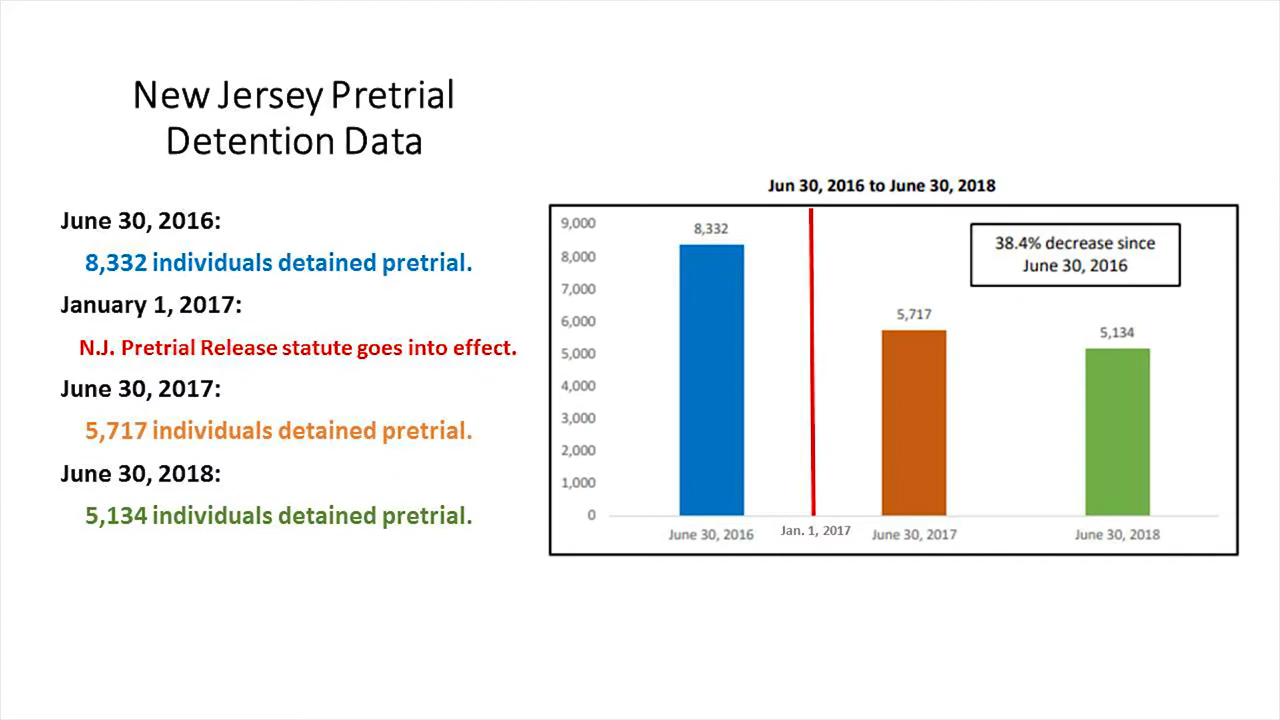 New Jersey Pretrial
Detention Data
June 30, 2016:
8,332 individuals detained pretrial.
January 1, 2017:
N.J. Pretrial Release statute goes into effect.
June 30, 2017:
5,717 individuals detained pretrial.
June 30, 2018:
5,134 individuals detained pretrial.
Jun 30, 2016 to June 30, 2018
38.4% decrease since
June 30, 2016
9,000
8,000
7,000
6,000
5,000
4,000
3,000
2,000
1,000
0
8,332
5,717
5,134
June 30, 2016
Jan. 1, 2017
June 30, 2017
June 30, 2018